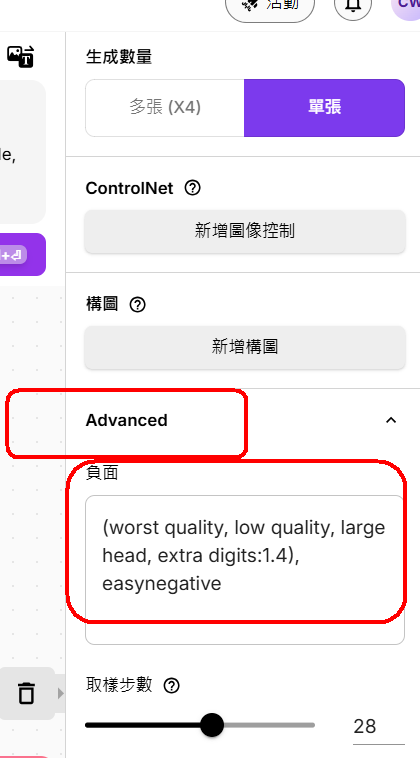 活動
CW
生成數量
多張 (X4)
單張
le,
ControlNet
新增圖像控制
構圖
新增構圖
Advanced
負面
(worst quality, low quality, large
head, extra digits:1.4),
easynegative
取樣步數
28